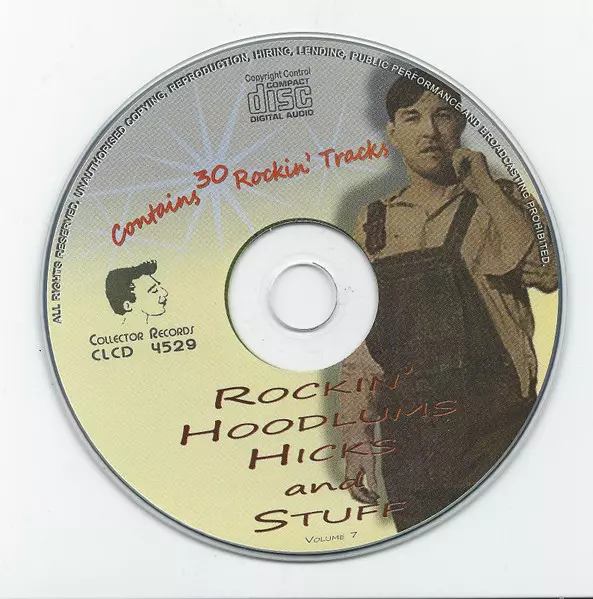 ALL RIGHTS RESERVED. UNAUTHORISED COPYING, REPRODUCTION, HIRING, LENDING, PUBLIC PERFORMANCE AND BROADCASTING PROHIBITED.
Copyright Control
COMPACT
disc
DIGITAL AUDIO
Contains 30 Rockin' Tracks
COLLECTOR RECORDS
CLCD 4529
ROCKIN'
HOODLUMS
HICKS
and
STUFF
VOLUME 7